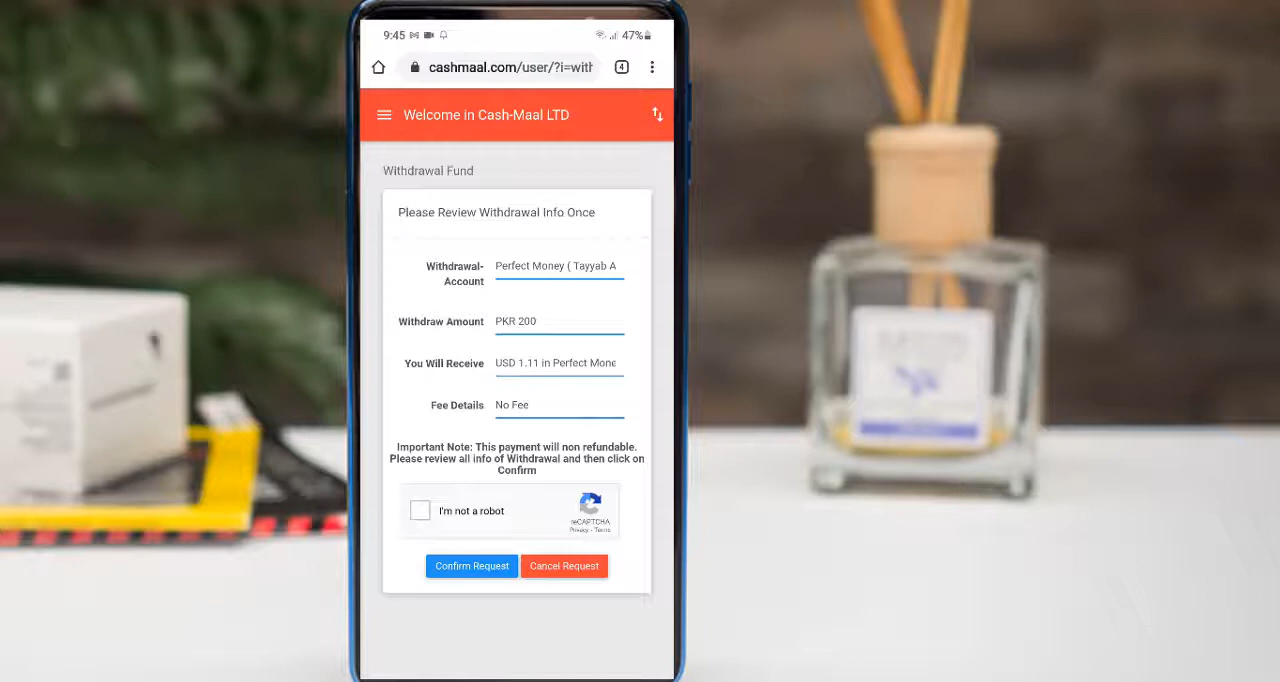 9:45 47%
cashmaal.com/user/?i=with 4
Welcome in Cash-Maal LTD
Withdrawal Fund
Please Review Withdrawal Info Once
Withdrawal-Account Perfect Money ( Tayyab A
Withdraw Amount PKR 200
You Will Receive USD 1.11 in Perfect Mone
Fee Details No Fee
Important Note: This payment will non refundable.
Please review all info of Withdrawal and then click on
Confirm
I'm not a robot
reCAPTCHA
Privacy - Terms
Confirm Request Cancel Request